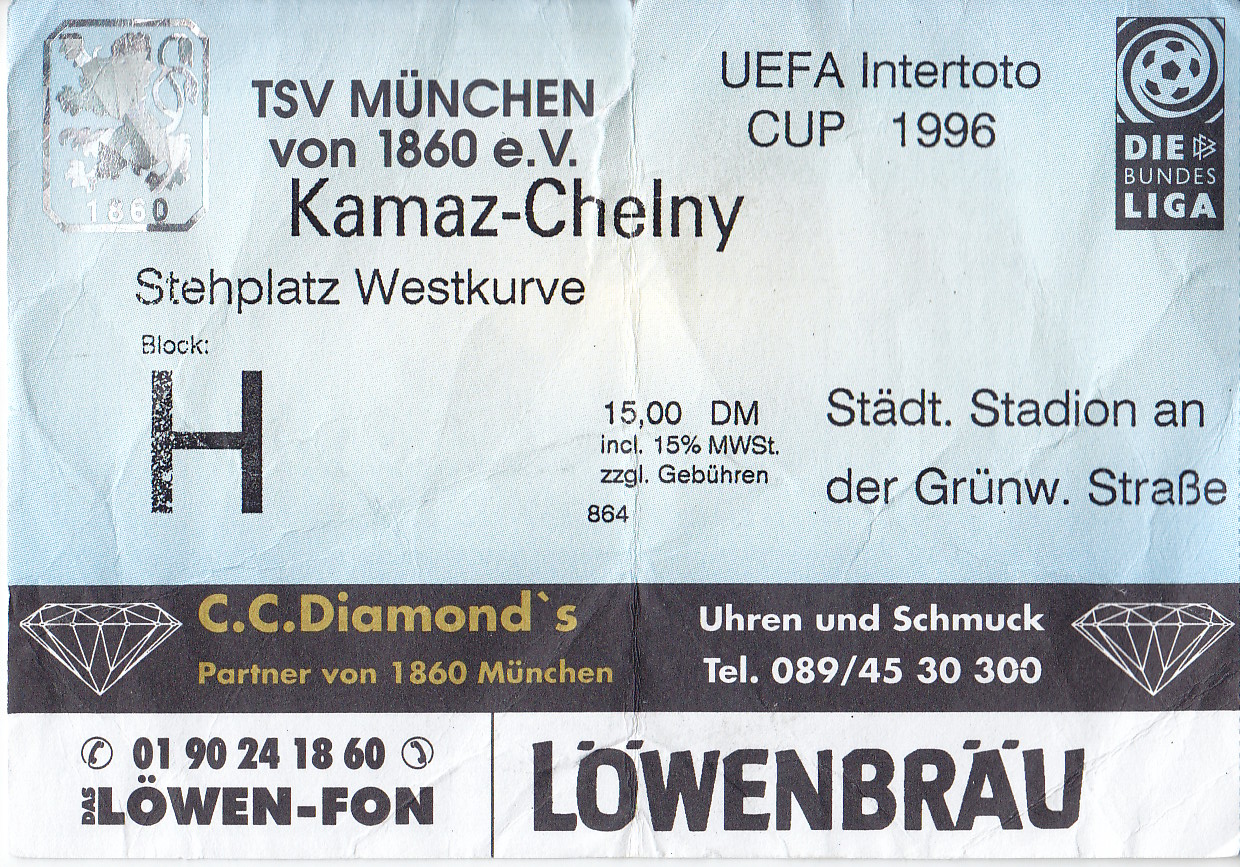 1860
TSV MÜNCHEN
von 1860 e.V.
Kamaz-Chelny
UEFA Intertoto
CUP 1996
DIE
BUNDES
LIGA
Stehplatz Westkurve
Block:
H
15,00 DM
incl. 15% MWSt.
zzgl. Gebühren
864
Städt. Stadion an
der Grünw. Straße
C.C.Diamond`s
Partner von 1860 München
Uhren und Schmuck
Tel. 089/45 30 300
01 90 24 18 60
DAS LÖWEN-FON
LÖWENBRÄU